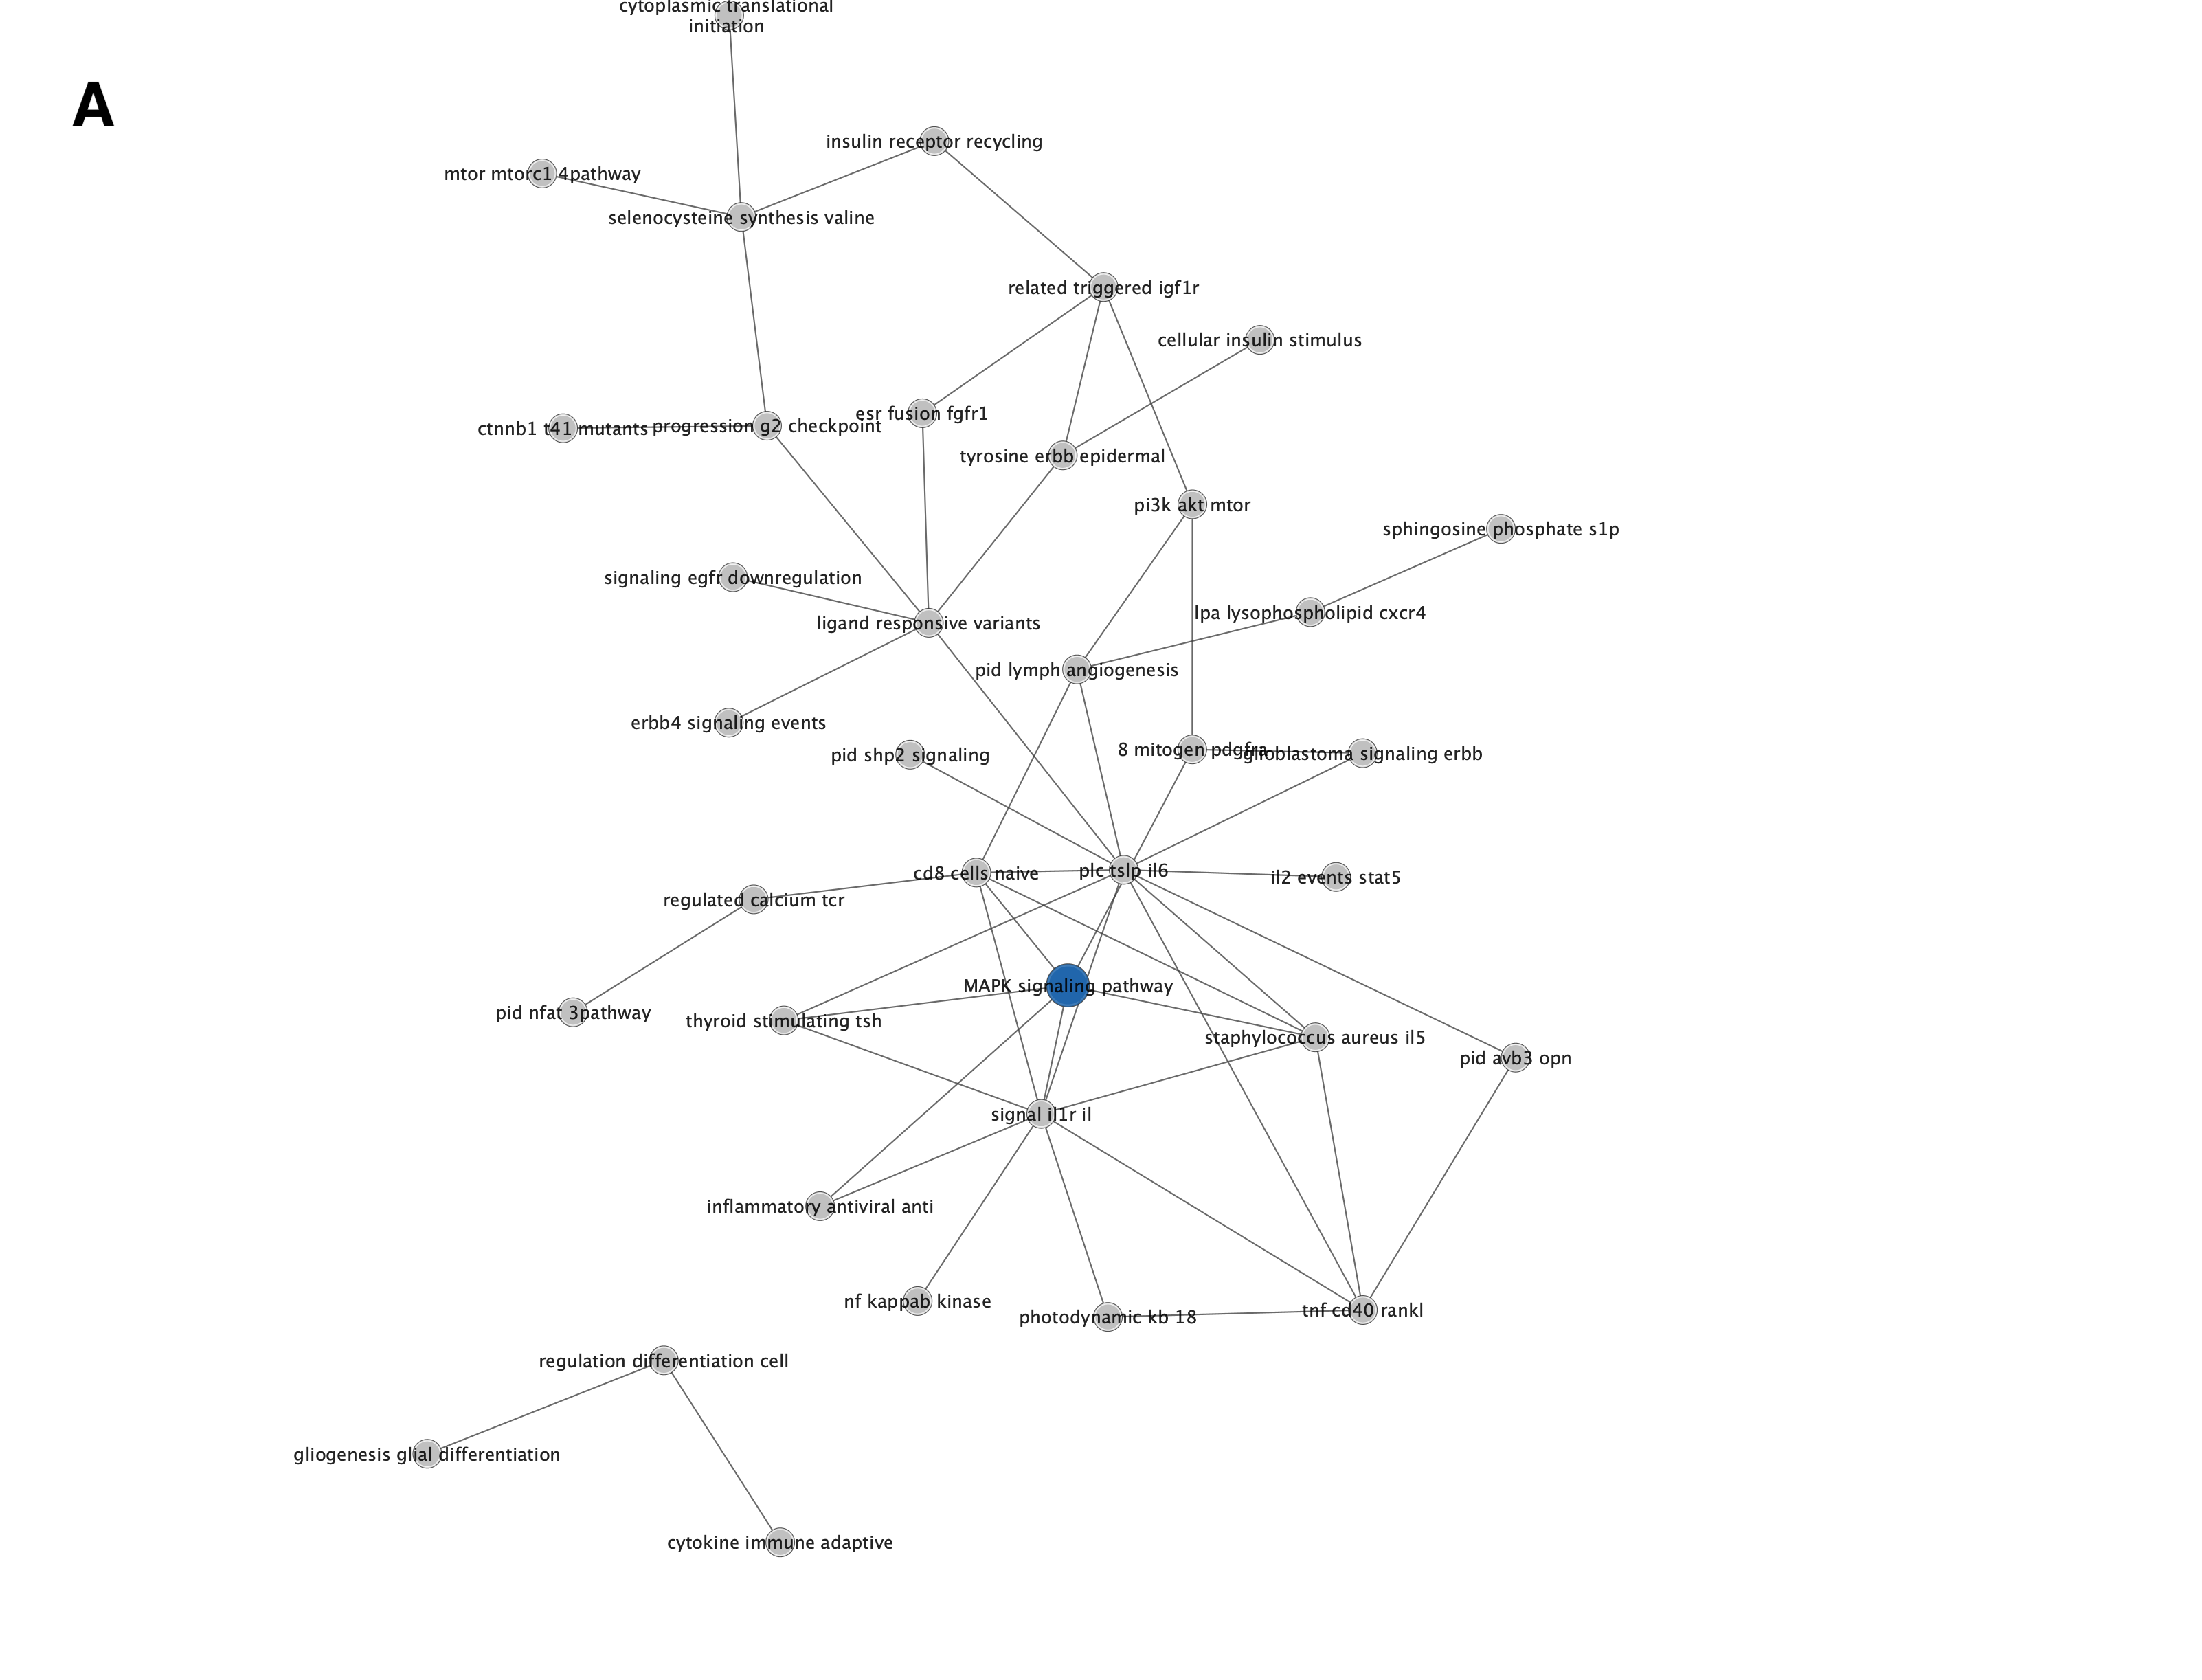 cytoplasmic translational
initiation
A
insulin receptor recycling
mtor mtorc1 4pathway
selenocysteine synthesis valine
related triggered igf1r
cellular insulin stimulus
esr fusion fgfr1
ctnnb1 t41 mutants
progression g2 checkpoint
tyrosine erbb epidermal
pi3k akt mtor
sphingosine phosphate s1p
signaling egfr downregulation
lpa lysophospholipid cxcr4
ligand responsive variants
pid lymph angiogenesis
erbb4 signaling events
pid shp2 signaling
8 mitogen pdgfra
glioblastoma signaling erbb
cd8 cells naive
plc tslp il6
il2 events stat5
regulated calcium tcr
MAPK signaling pathway
pid nfat 3pathway
thyroid stimulating tsh
staphylococcus aureus il5
pid avb3 opn
signal il1r il
inflammatory antiviral anti
nf kappab kinase
photodynamic kb 18
tnf cd40 rankl
regulation differentiation cell
gliogenesis glial differentiation
cytokine immune adaptive